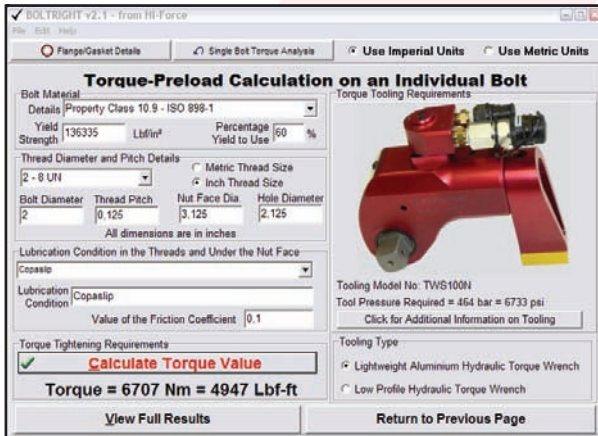 BOLTRIGHT v2.1 - from Hi-Force
File Edit Help
Flange/Gasket Details
Single Bolt Torque Analysis
Use Imperial Units
Use Metric Units
Torque-Preload Calculation on an Individual Bolt
Bolt Material
Details Property Class 10.9 - ISO 898-1
Yield Strength 136335 Lbf/in² Percentage Yield to Use 60 %
Thread Diameter and Pitch Details
2 - 8 UN
Metric Thread Size
Inch Thread Size
Bolt Diameter Thread Pitch Nut Face Dia. Hole Diameter
2 0.125 3.125 2.125
All dimensions are in inches
Lubrication Condition in the Threads and Under the Nut Face
Copaslip
Lubrication Condition Copaslip
Value of the Friction Coefficient 0.1
Torque Tightening Requirements
Calculate Torque Value
Torque = 6707 Nm = 4947 Lbf-ft
Torque Tooling Requirements
Tooling Model No: TWS100N
Tool Pressure Required = 464 bar = 6733 psi
Click for Additional Information on Tooling
Tooling Type
Lightweight Aluminium Hydraulic Torque Wrench
Low Profile Hydraulic Torque Wrench
View Full Results
Return to Previous Page